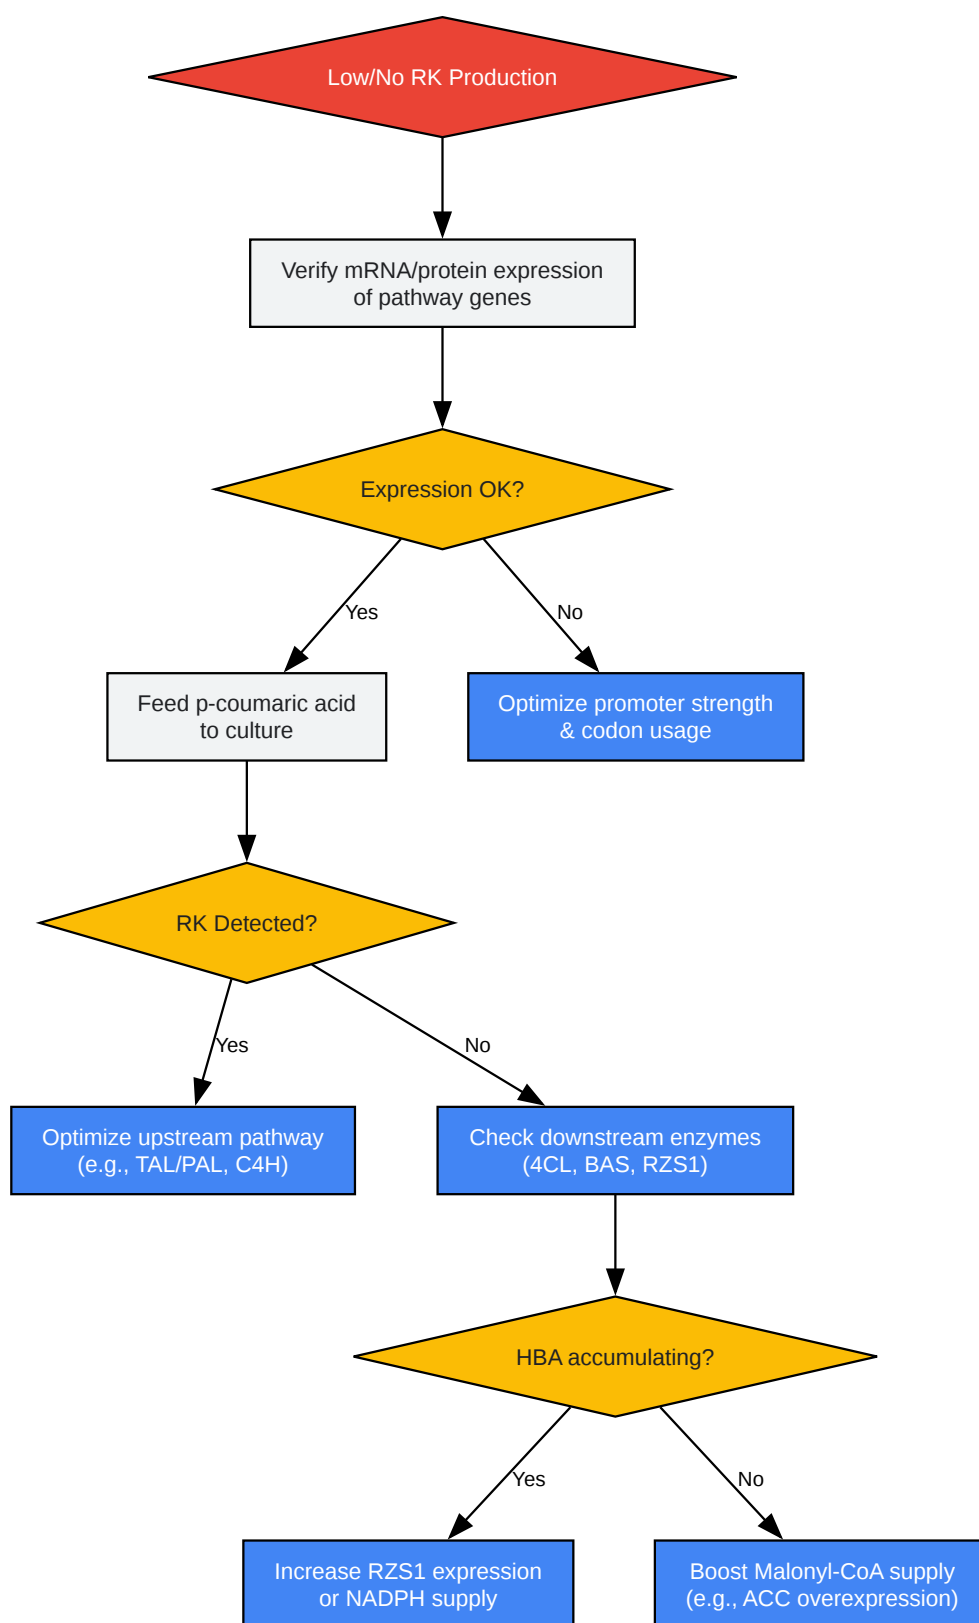 Low/No RK Production
Verify mRNA/protein expression
of pathway genes
Expression OK?
Yes
No
Feed p-coumaric acid
to culture
Optimize promoter strength
& codon usage
RK Detected?
Yes
No
Optimize upstream pathway
(e.g., TAL/PAL, C4H)
Check downstream enzymes
(4CL, BAS, RZS1)
HBA accumulating?
Yes
No
Increase RZS1 expression
or NADPH supply
Boost Malonyl-CoA supply
(e.g., ACC overexpression)